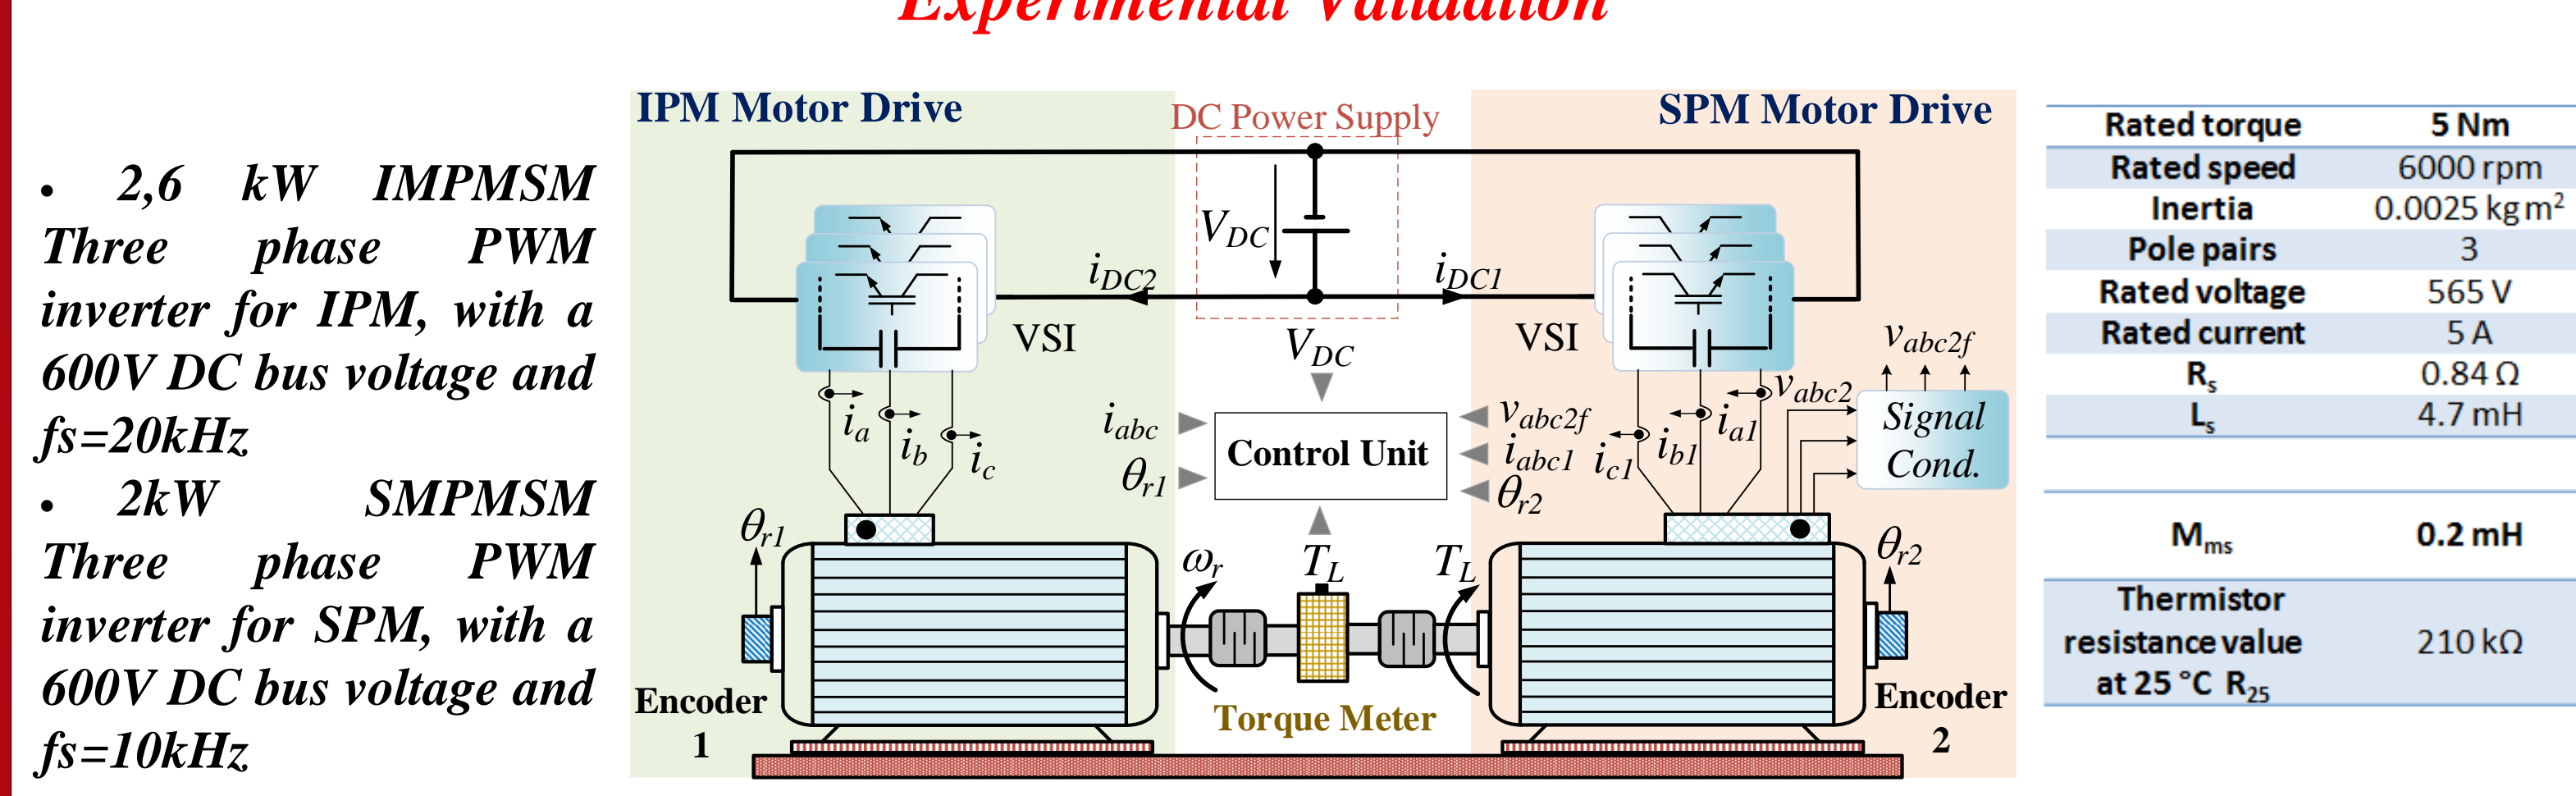 Experimental Validation
• 2,6 kW IMPMSM
Three phase PWM
inverter for IPM, with a
600V DC bus voltage and
fs=20kHz
• 2kW SMPMSM
Three phase PWM
inverter for SPM, with a
600V DC bus voltage and
fs=10kHz
IPM Motor Drive
DC Power Supply
SPM Motor Drive
V_DC
i_DC2
i_DC1
VSI
V_DC
VSI
v_abc2f
i_a
i_b
i_c
i_abc
θ_r1
Control Unit
v_abc2f
i_abc1
θ_r2
i_c1
i_b1
i_a1
v_abc2
Signal
Cond.
θ_r1
ω_r
T_L
T_L
θ_r2
Encoder
1
Torque Meter
Encoder
2
Rated torque 5 Nm
Rated speed 6000 rpm
Inertia 0.0025 kg m²
Pole pairs 3
Rated voltage 565 V
Rated current 5 A
R_s 0.84 Ω
L_s 4.7 mH
M_ms 0.2 mH
Thermistor
resistance value 210 kΩ
at 25 °C R_25